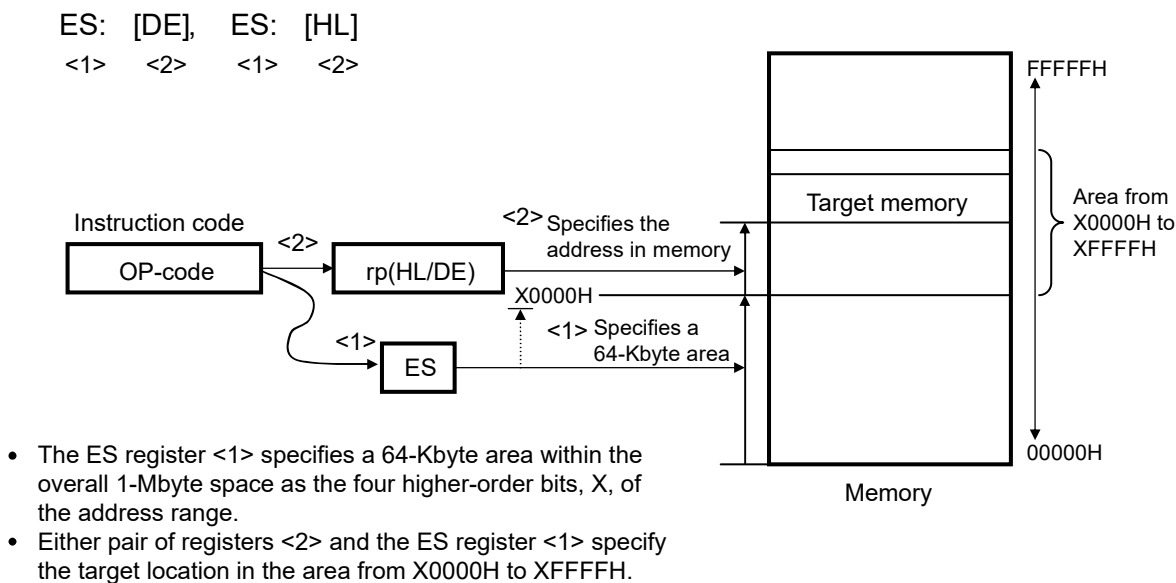 ES: [DE], ES: [HL]
<1> <2> <1> <2>
FFFFFH
Target memory
Area from
X0000H to
XFFFFH
Instruction code
OP-code
<2>
rp(HL/DE)
<2> Specifies the
address in memory
X0000H
<1>
ES
<1> Specifies a
64-Kbyte area
00000H
Memory
• The ES register <1> specifies a 64-Kbyte area within the
overall 1-Mbyte space as the four higher-order bits, X, of
the address range.
• Either pair of registers <2> and the ES register <1> specify
the target location in the area from X0000H to XFFFFH.